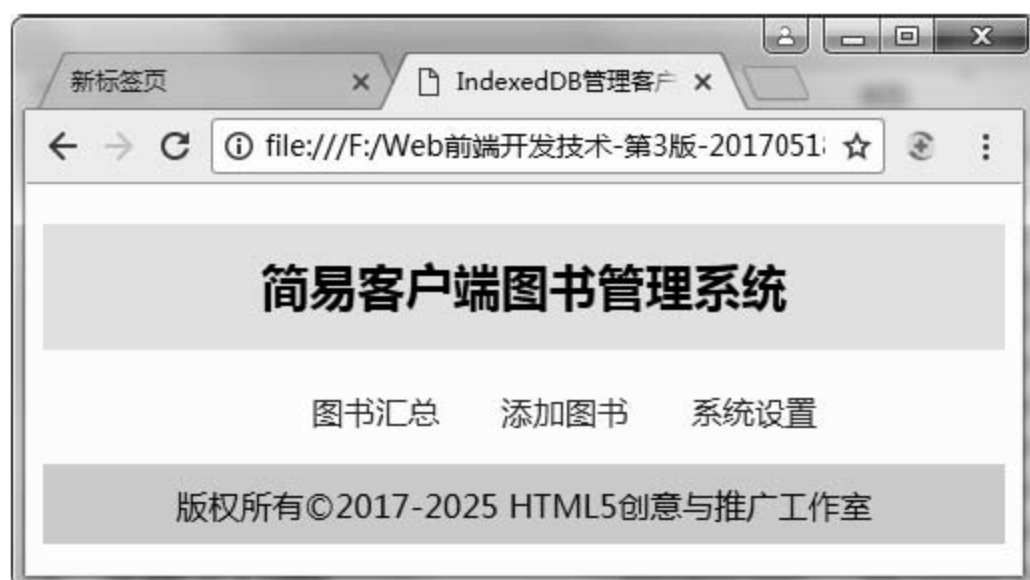 新标签页
IndexedDB管理客户
file:///F:/Web前端开发技术-第3版-2017051
简易客户端图书管理系统
图书汇总 添加图书 系统设置
版权所有©2017-2025 HTML5创意与推广工作室